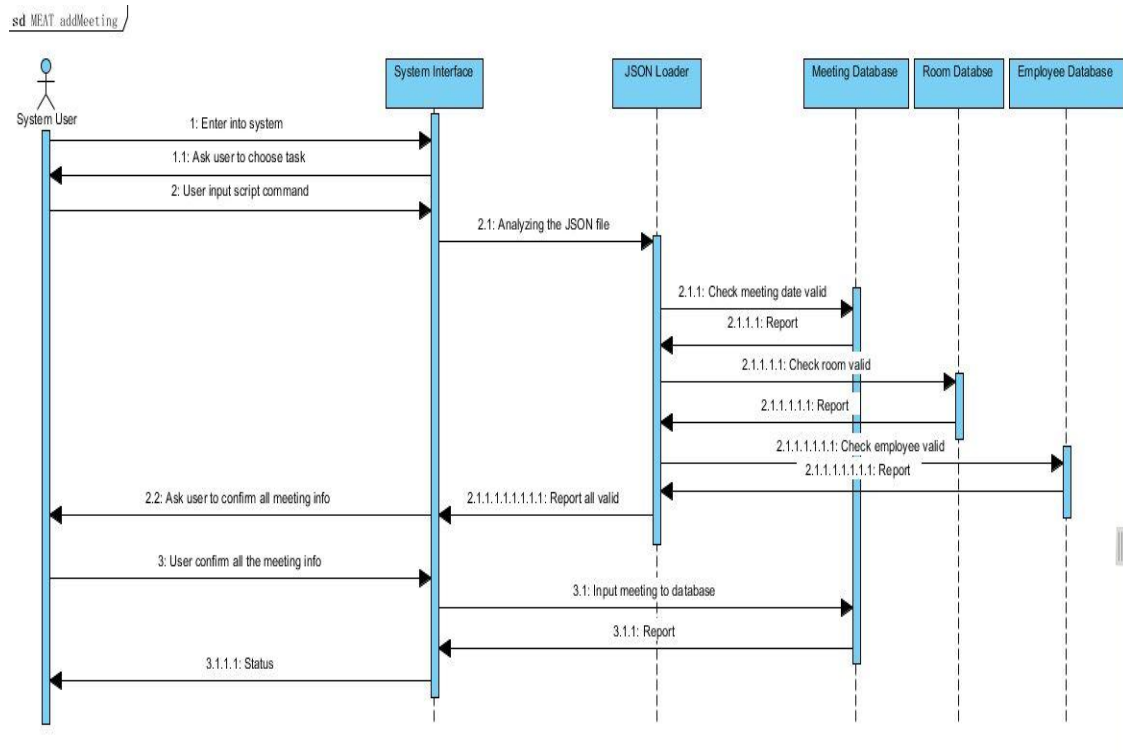 sd MEAT addMeeting
System User
System Interface
JSON Loader
Meeting Database
Room Databse
Employee Database
1: Enter into system
1.1: Ask user to choose task
2: User input script command
2.1: Analyzing the JSON file
2.1.1: Check meeting date valid
2.1.1.1: Report
2.1.1.1.1: Check room valid
2.1.1.1.1.1: Report
2.1.1.1.1.1.1: Check employee valid
2.1.1.1.1.1.1.1: Report
2.2: Ask user to confirm all meeting info
2.1.1.1.1.1.1.1.1: Report all valid
3: User confirm all the meeting info
3.1: Input meeting to database
3.1.1: Report
3.1.1.1: Status